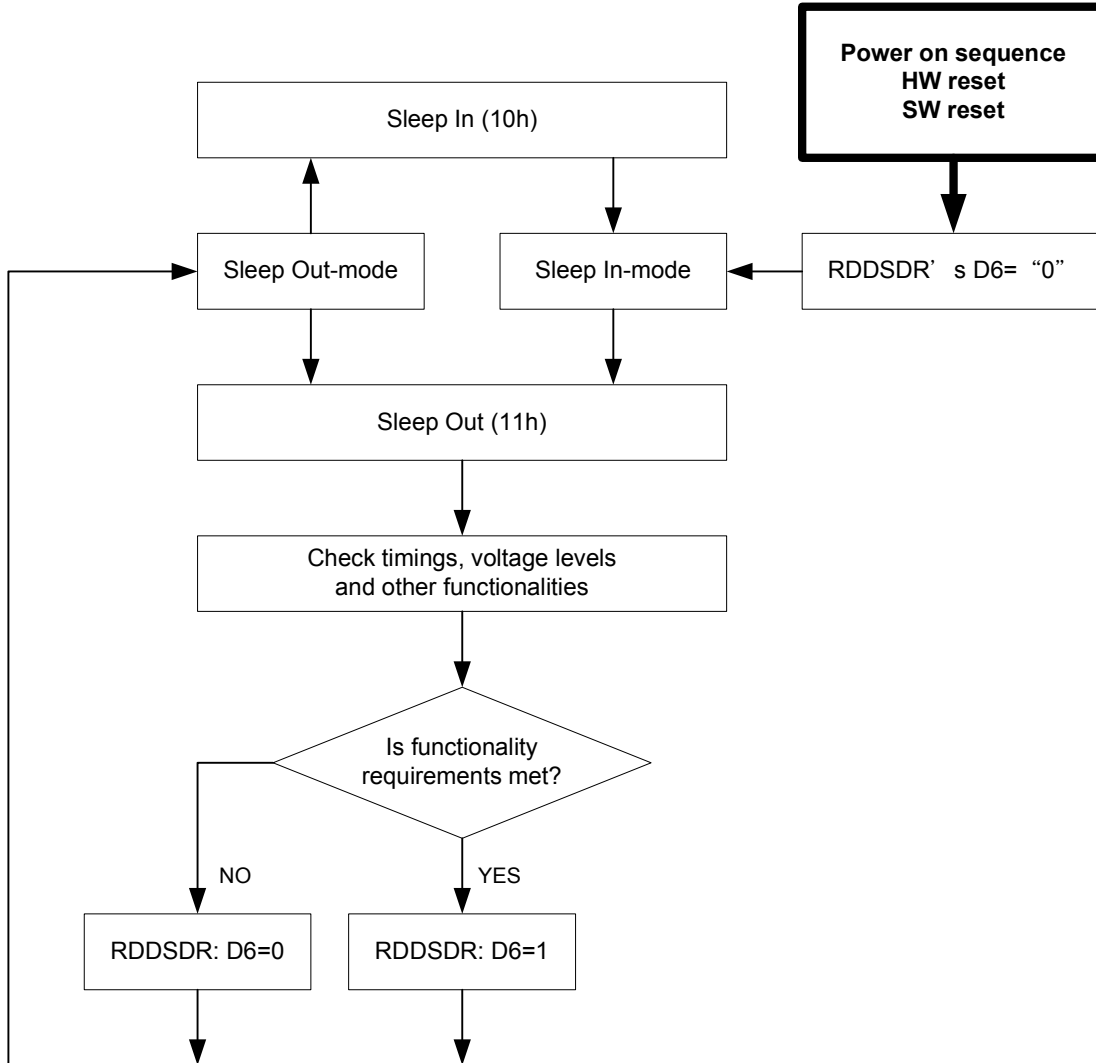 Power on sequence
HW reset
SW reset
Sleep In (10h)
Sleep Out-mode
Sleep In-mode
RDDSDR’ s D6= “0”
Sleep Out (11h)
Check timings, voltage levels
and other functionalities
Is functionality
requirements met?
NO
YES
RDDSDR: D6=0
RDDSDR: D6=1